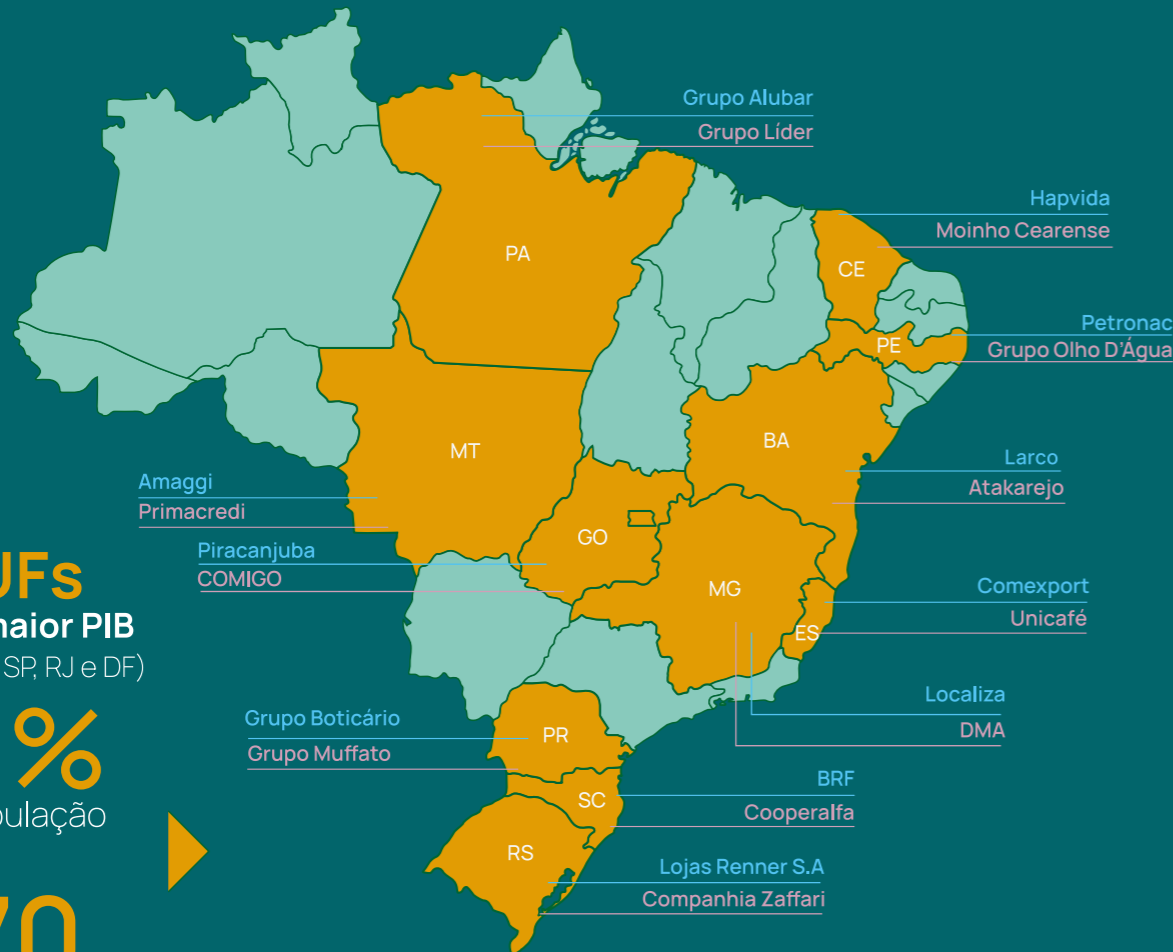 Grupo Alubar
Grupo Líder
Hapvida
Moinho Cearense
PA
CE
Petronac
PE
Grupo Olho D'Água
BA
MT
Larco
Atakarejo
Amaggi
Primacredi
GO
Piracanjuba
COMIGO
MG
Comexport
Unicafé
ES
UFs
maior PIB
SP, RJ e DF)
Localiza
DMA
Grupo Boticário
Grupo Muffato
PR
%
BRF
SC
Cooperalfa
RS
Lojas Renner S.A
Companhia Zaffari